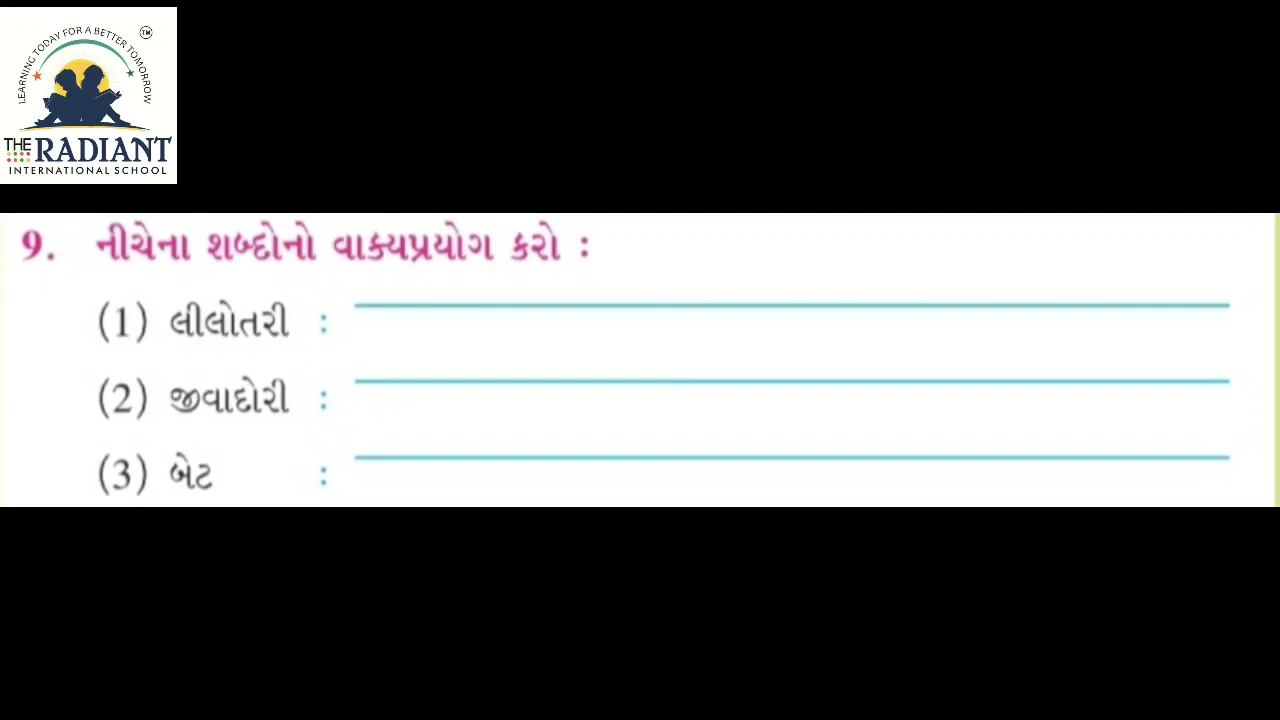 LEARNING TODAY FOR A BETTER TOMORROW
TM
THE RADIANT
INTERNATIONAL SCHOOL
9. નીચેના શબ્દોનો વાક્યપ્રયોગ કરો :
(1) લીલોતરી :
(2) જીવાદોરી :
(3) બેટ :